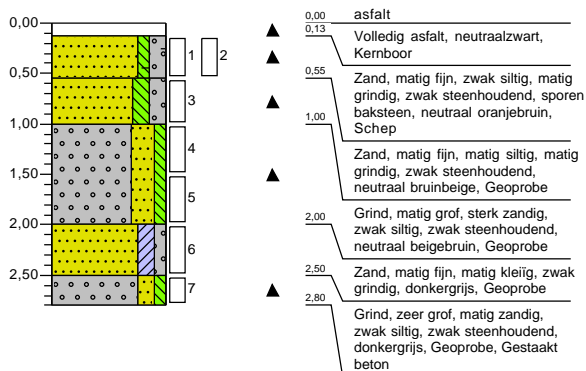 0,00
0,50
1,00
1,50
2,00
2,50
1
2
3
4
5
6
7
0,00 asfalt
0,13
Volledig asfalt, neutraalzwart,
Kernboor
0,55
Zand, matig fijn, zwak siltig, matig
grindig, zwak steenhoudend, sporen
baksteen, neutraal oranjebruin,
Schep
1,00
Zand, matig fijn, matig siltig, matig
grindig, zwak steenhoudend,
neutraal bruinbeige, Geoprobe
2,00
Grind, matig grof, sterk zandig,
zwak siltig, zwak steenhoudend,
neutraal beigebruin, Geoprobe
2,50
Zand, matig fijn, matig kleiïg, zwak
grindig, donkergrijs, Geoprobe
2,80
Grind, zeer grof, matig zandig,
zwak siltig, zwak steenhoudend,
donkergrijs, Geoprobe, Gestaakt
beton